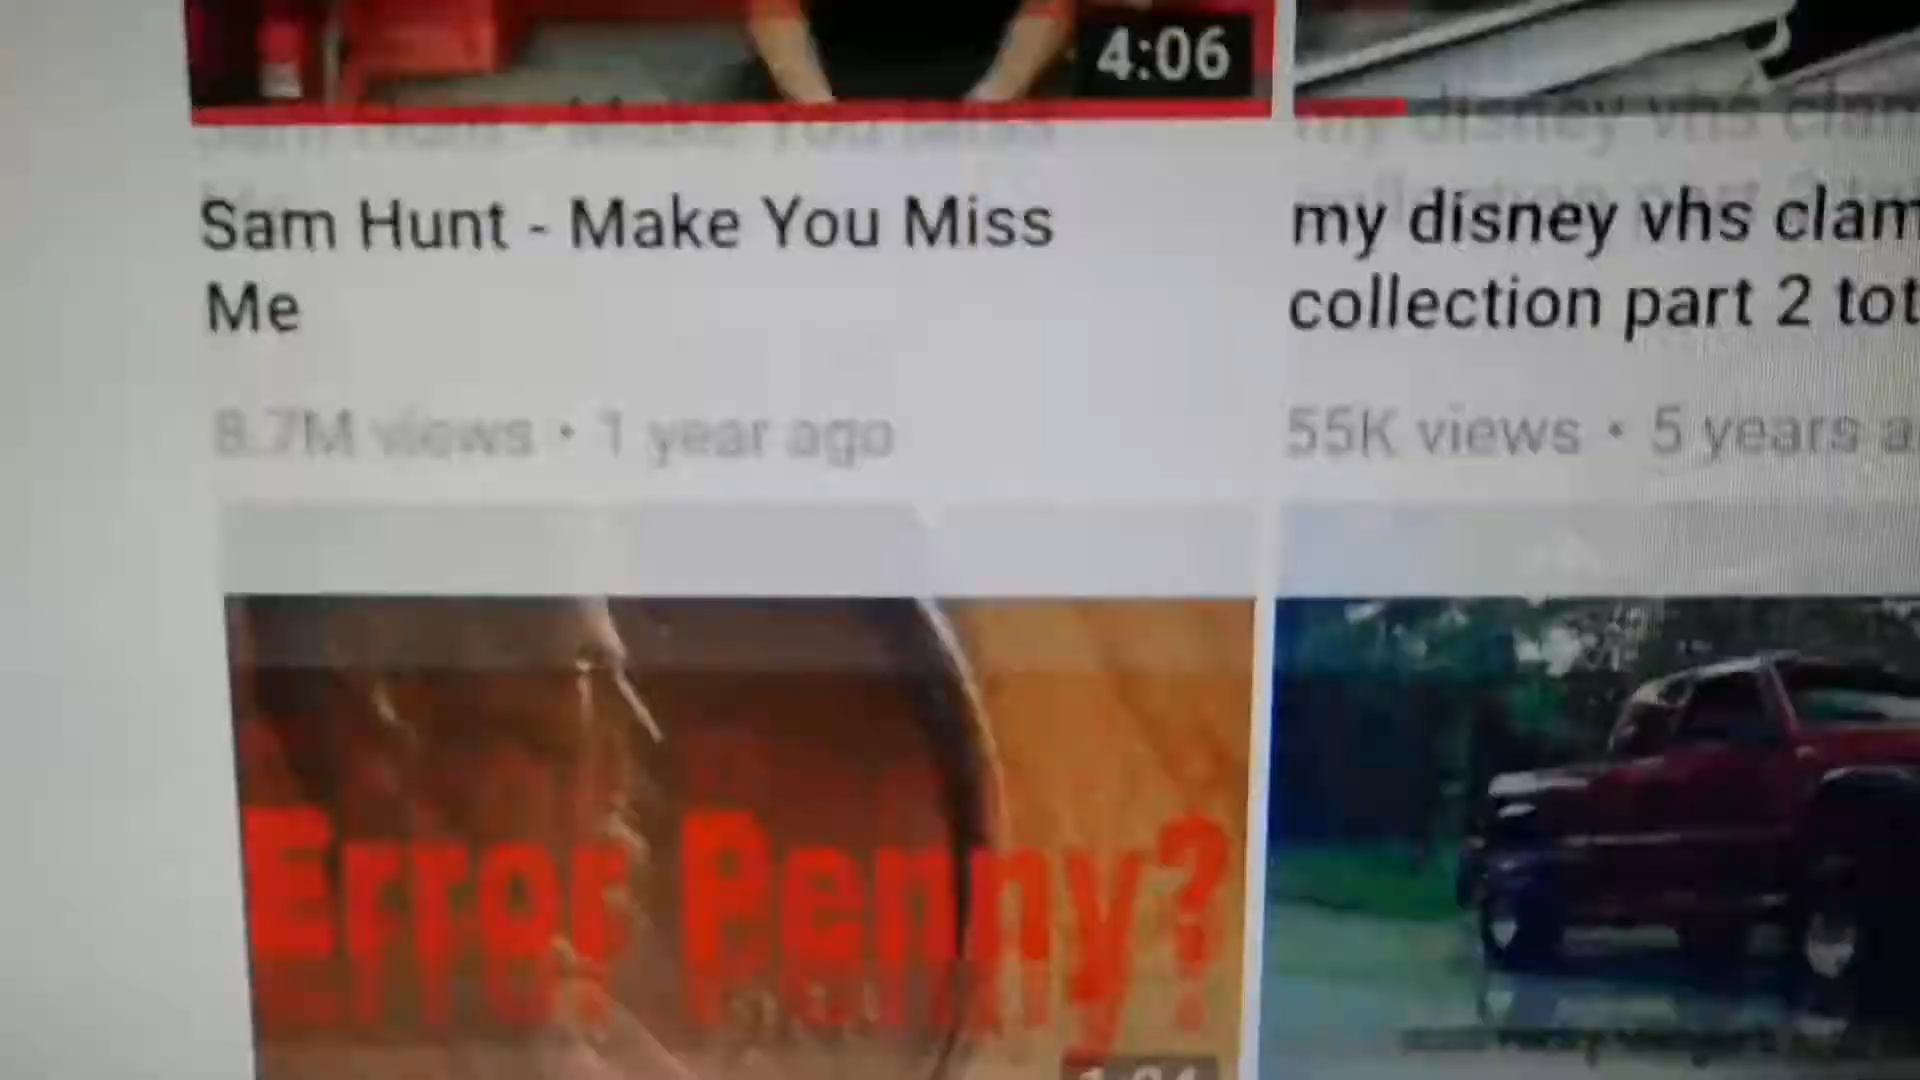 4:06
Sam Hunt - Make You Miss
Me
8.7M views • 1 year ago
my disney vhs clam
collection part 2 tot
55K views • 5 years a
Error Penny?